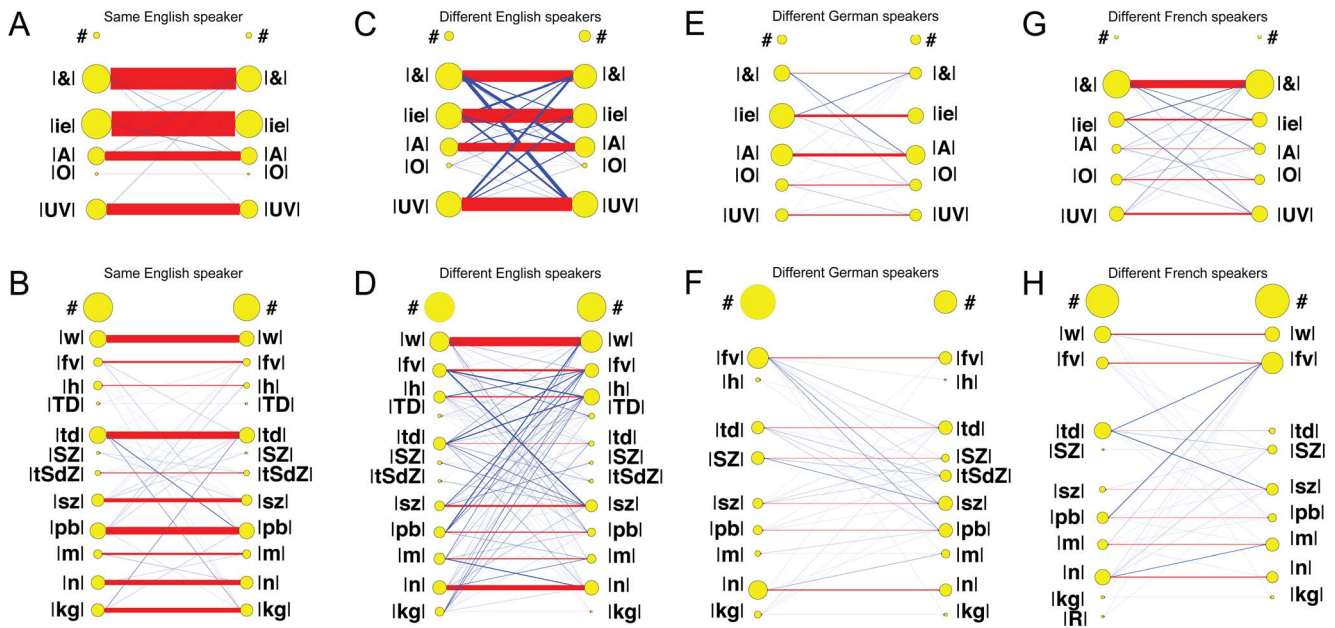 A
Same English speaker
# #
|&| |&|
|ie| |ie|
|A| |A|
|O| |O|
|UV| |UV|
C
Different English speakers
# #
|&| |&|
|ie| |ie|
|A| |A|
|O| |O|
|UV| |UV|
E
Different German speakers
# #
|&| |&|
|ie| |ie|
|A| |A|
|O| |O|
|UV| |UV|
G
Different French speakers
# #
|&| |&|
|ie| |ie|
|A| |A|
|O| |O|
|UV| |UV|
B
Same English speaker
# #
|w| |w|
|fv| |fv|
|h| |h|
|TD| |TD|
|td| |td|
|SZ| |SZ|
|tSdZ| |tSdZ|
|sz| |sz|
|pb| |pb|
|m| |m|
|n| |n|
|kg| |kg|
D
Different English speakers
# #
|w| |w|
|fv| |fv|
|h| |h|
|TD| |TD|
|td| |td|
|SZ| |SZ|
|tSdZ| |tSdZ|
|sz| |sz|
|pb| |pb|
|m| |m|
|n| |n|
|kg| |kg|
F
Different German speakers
# #
|fv| |fv|
|h| |h|
|td| |td|
|SZ| |SZ|
|tSdZ|
|sz| |sz|
|pb| |pb|
|m| |m|
|n| |n|
|kg| |kg|
H
Different French speakers
# #
|w| |w|
|fv| |fv|
|td| |td|
|SZ| |SZ|
|sz| |sz|
|pb| |pb|
|m| |m|
|n| |n|
|kg| |kg|
|R|